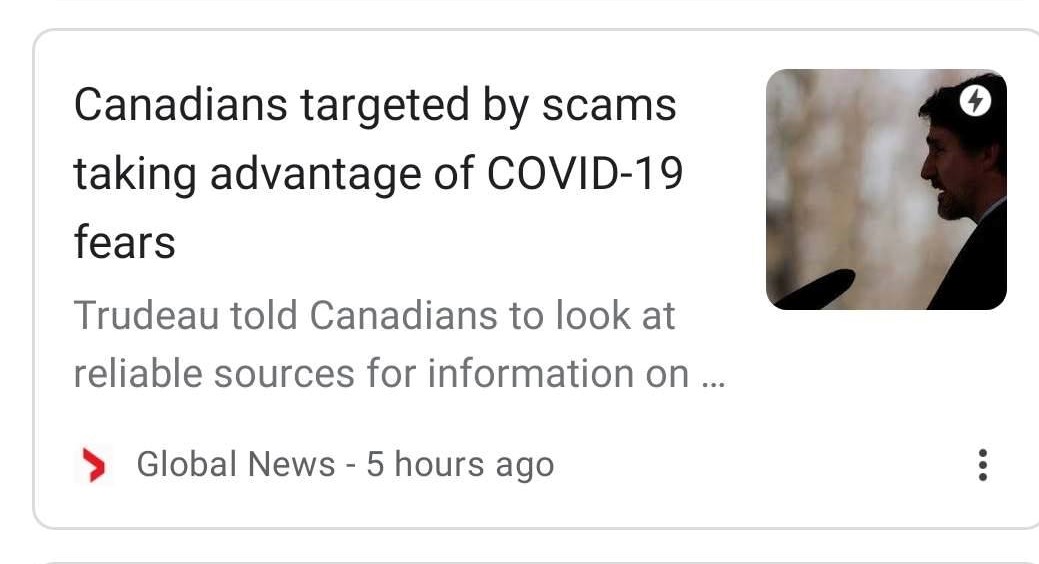 Canadians targeted by scams
taking advantage of COVID-19
fears
Trudeau told Canadians to look at
reliable sources for information on ...
Global News - 5 hours ago